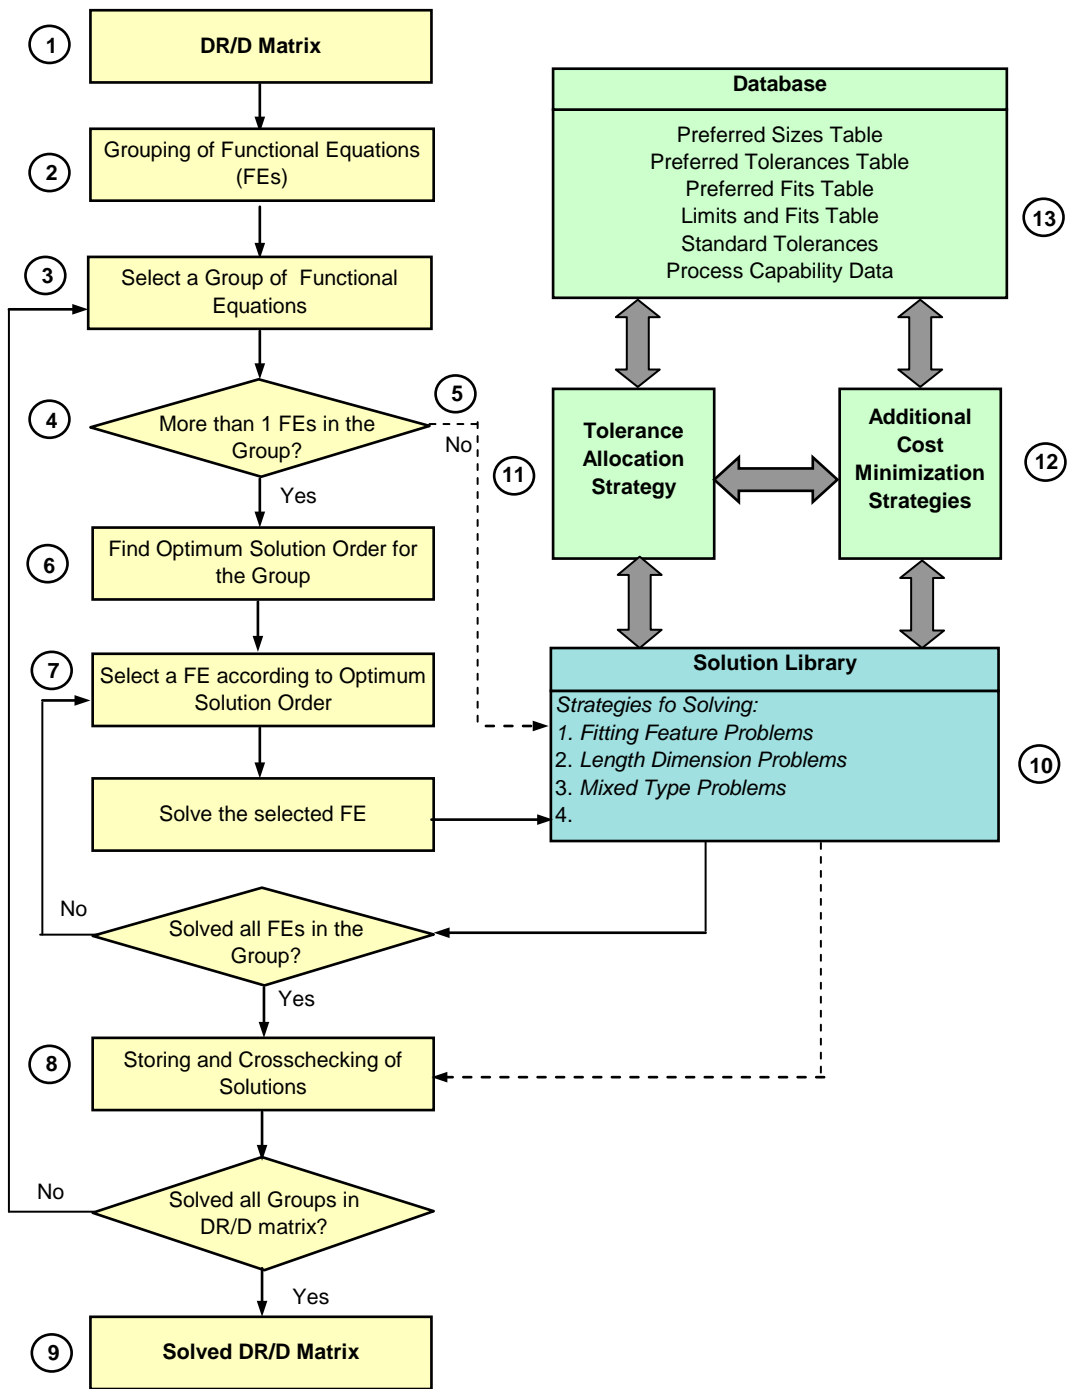 1
DR/D Matrix
2
Grouping of Functional Equations
(FEs)
3
Select a Group of Functional
Equations
4
More than 1 FEs in the
Group?
5
No
Yes
6
Find Optimum Solution Order for
the Group
7
Select a FE according to Optimum
Solution Order
Solve the selected FE
No
Solved all FEs in the
Group?
Yes
8
Storing and Crosschecking of
Solutions
No
Solved all Groups in
DR/D matrix?
Yes
9
Solved DR/D Matrix
Database
Preferred Sizes Table
Preferred Tolerances Table
Preferred Fits Table
Limits and Fits Table
Standard Tolerances
Process Capability Data
13
11
Tolerance
Allocation
Strategy
Additional
Cost
Minimization
Strategies
12
Solution Library
Strategies fo Solving:
1. Fitting Feature Problems
2. Length Dimension Problems
3. Mixed Type Problems
4.
10